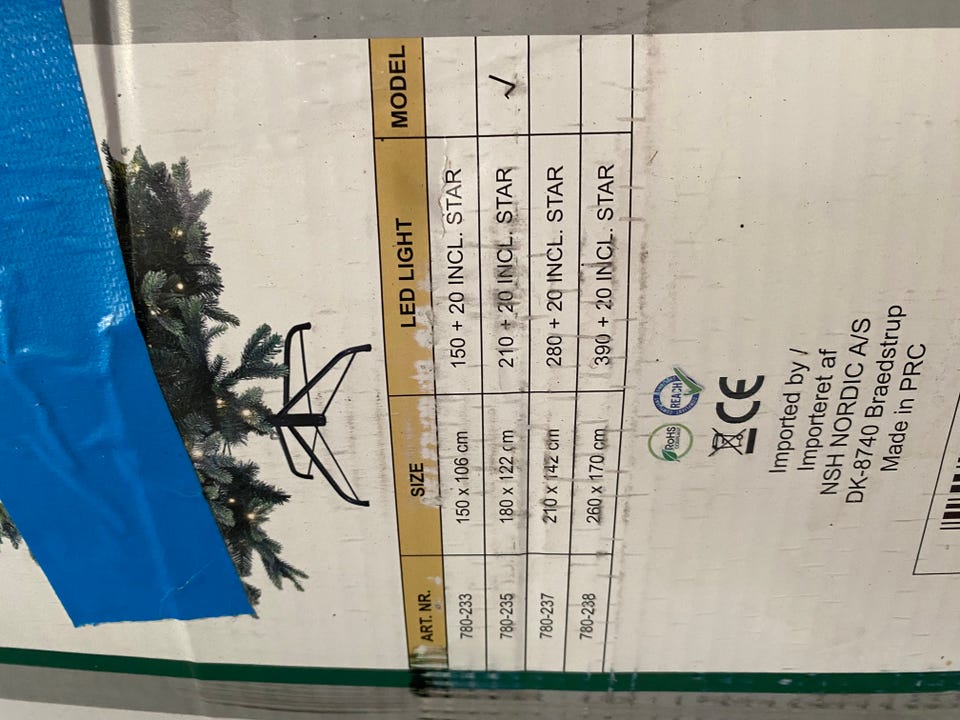 ART. NR. SIZE LED LIGHT MODEL
780-233 150 x 106 cm 150 + 20 INCL. STAR
780-235 180 x 122 cm 210 + 20 INCL. STAR ✓
780-237 210 x 142 cm 280 + 20 INCL. STAR
780-238 260 x 170 cm 390 + 20 INCL. STAR
RoHS
REACH
CE
Imported by /
Importeret af
NSH NORDIC A/S
DK-8740 Braedstrup
Made in PRC